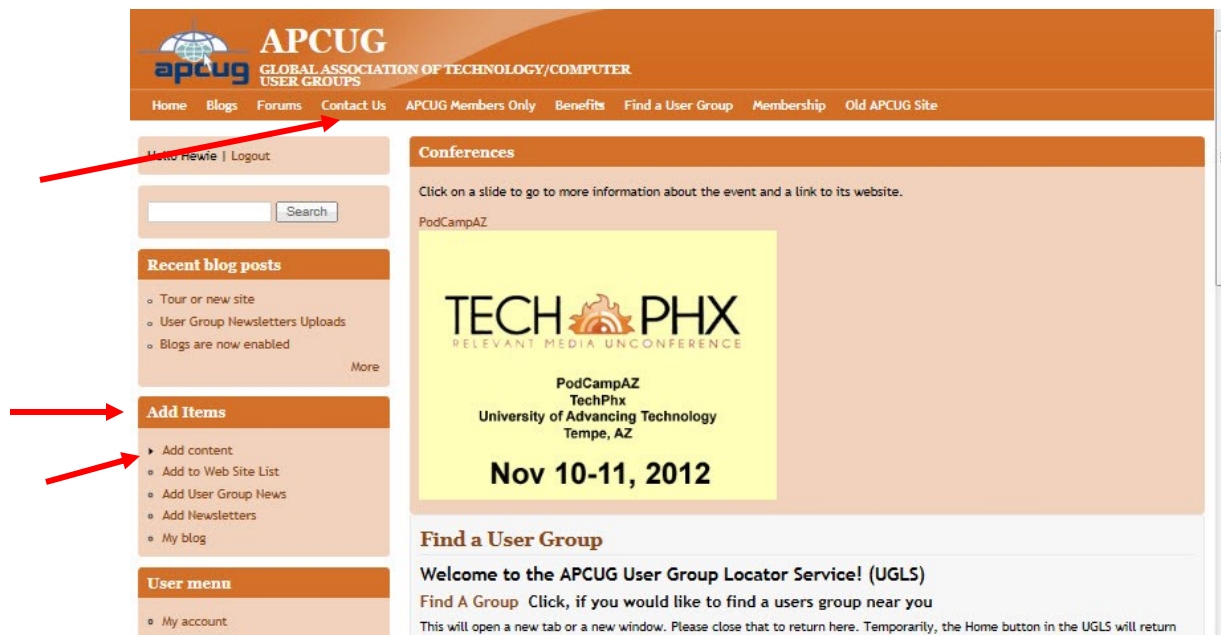 apcug
APCUG
GLOBAL ASSOCIATION OF TECHNOLOGY/COMPUTER
USER GROUPS
Home Blogs Forums Contact Us APCUG Members Only Benefits Find a User Group Membership Old APCUG Site
Hello Hewie | Logout
Search
Recent blog posts
Tour or new site
User Group Newsletters Uploads
Blogs are now enabled
More
Add Items
Add content
Add to Web Site List
Add User Group News
Add Newsletters
My blog
User menu
My account
Conferences
Click on a slide to go to more information about the event and a link to its website.
PodCampAZ
TECH PHX
RELEVANT MEDIA UNCONFERENCE
PodCampAZ
TechPhx
University of Advancing Technology
Tempe, AZ
Nov 10-11, 2012
Find a User Group
Welcome to the APCUG User Group Locator Service! (UGLS)
Find A Group Click, if you would like to find a users group near you
This will open a new tab or a new window. Please close that to return here. Temporarily, the Home button in the UGLS will return